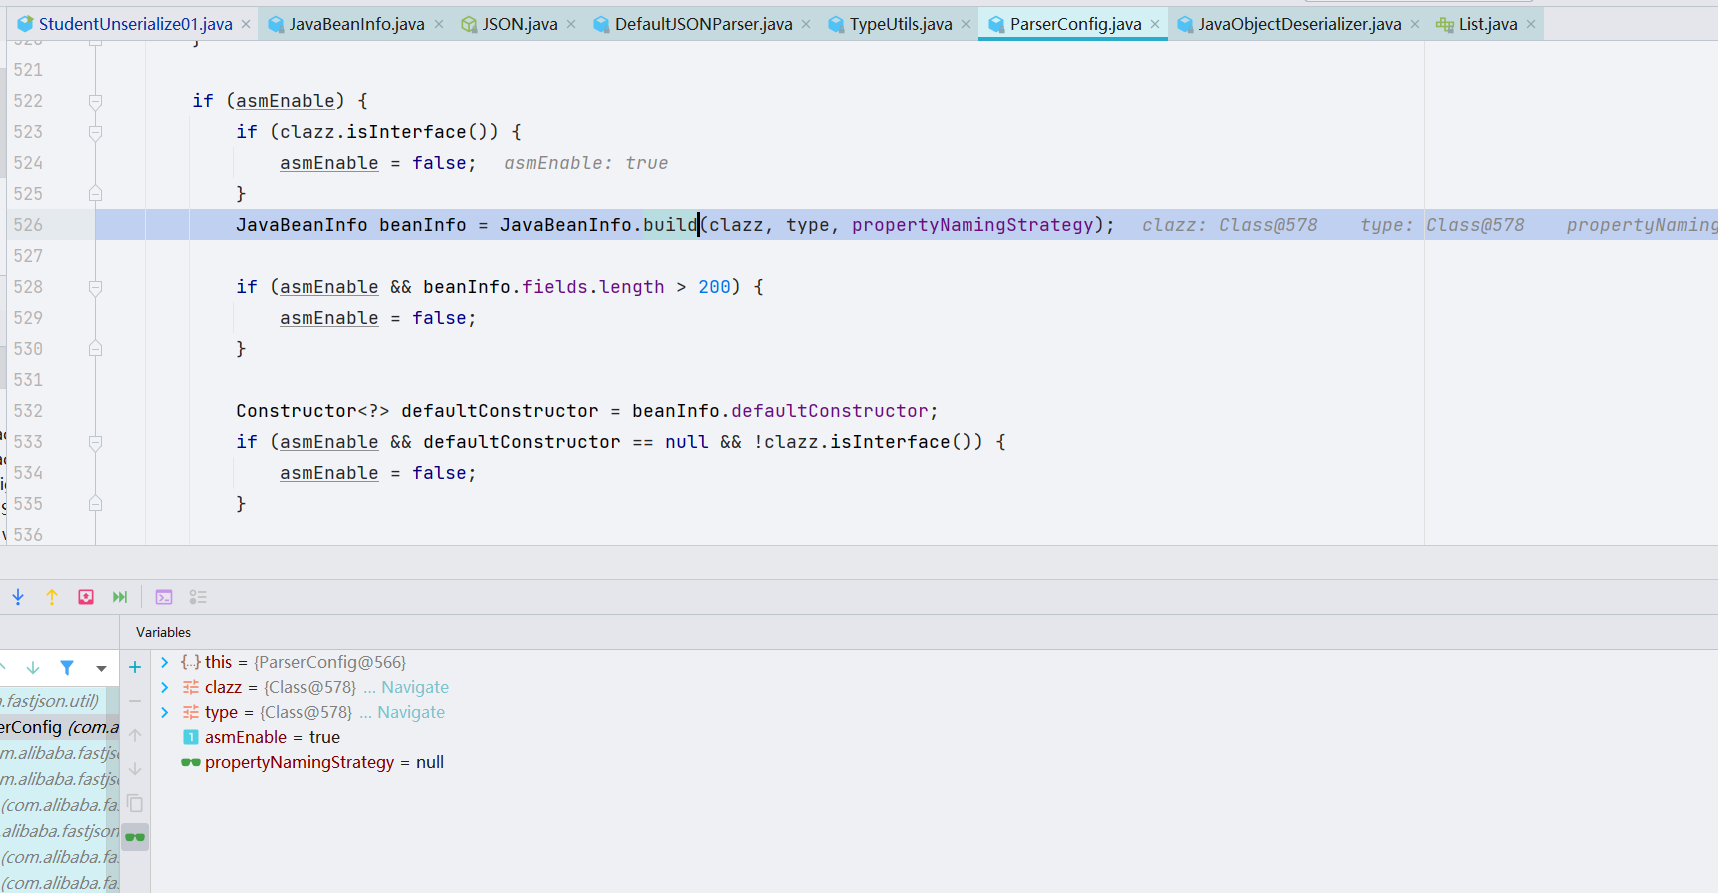 StudentUnserialize01.java JavaBeanInfo.java JSON.java DefaultJSONParser.java TypeUtils.java ParserConfig.java JavaObjectDeserializer.java List.java
520 }
521
522 if (asmEnable) {
523 if (clazz.isInterface()) {
524 asmEnable = false; asmEnable: true
525 }
526 JavaBeanInfo beanInfo = JavaBeanInfo.build(clazz, type, propertyNamingStrategy); clazz: Class@578 type: Class@578 propertyNaming
527
528 if (asmEnable && beanInfo.fields.length > 200) {
529 asmEnable = false;
530 }
531
532 Constructor<?> defaultConstructor = beanInfo.defaultConstructor;
533 if (asmEnable && defaultConstructor == null && !clazz.isInterface()) {
534 asmEnable = false;
535 }
536
Variables
this = {ParserConfig@566}
clazz = {Class@578} ... Navigate
type = {Class@578} ... Navigate
asmEnable = true
propertyNamingStrategy = null
.fastjson.util)
erConfig (com.a
m.alibaba.fastjs
m.alibaba.fastjs
(com.alibaba.fa
.alibaba.fastjson
(com.alibaba.fa
(com.alibaba.fa